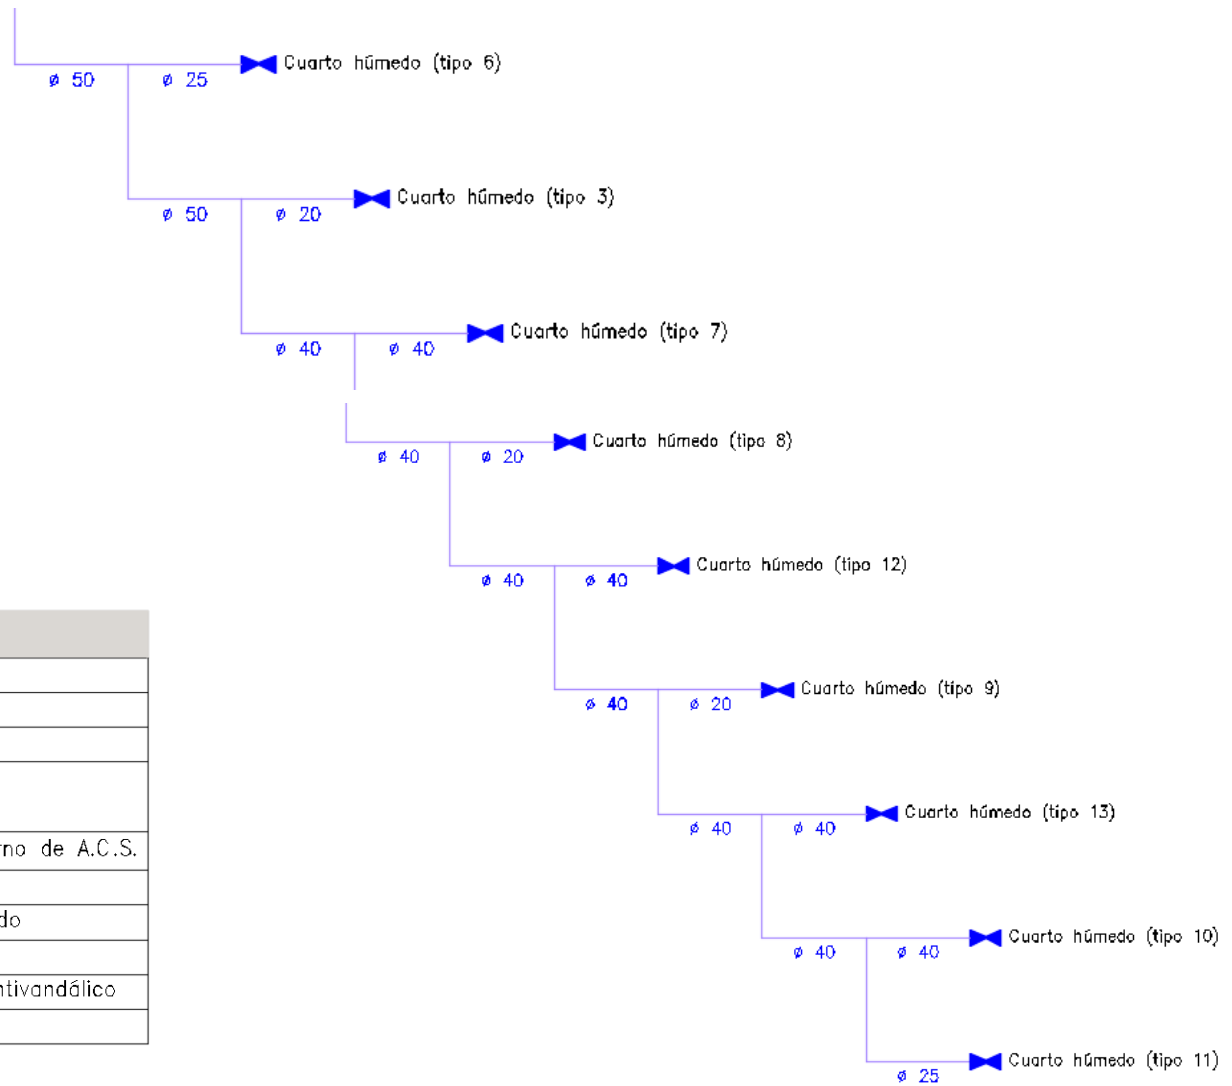 Cuarto húmedo (tipo 6)
ø 50 ø 25
Cuarto húmedo (tipo 3)
ø 50 ø 20
Cuarto húmedo (tipo 7)
ø 40 ø 40
Cuarto húmedo (tipo 8)
ø 40 ø 20
Cuarto húmedo (tipo 12)
ø 40 ø 40
Cuarto húmedo (tipo 9)
ø 40 ø 20
Cuarto húmedo (tipo 13)
ø 40 ø 40
Cuarto húmedo (tipo 10)
ø 40 ø 40
Cuarto húmedo (tipo 11)
ø 25
rno de A.C.S.
do
ntivandálico